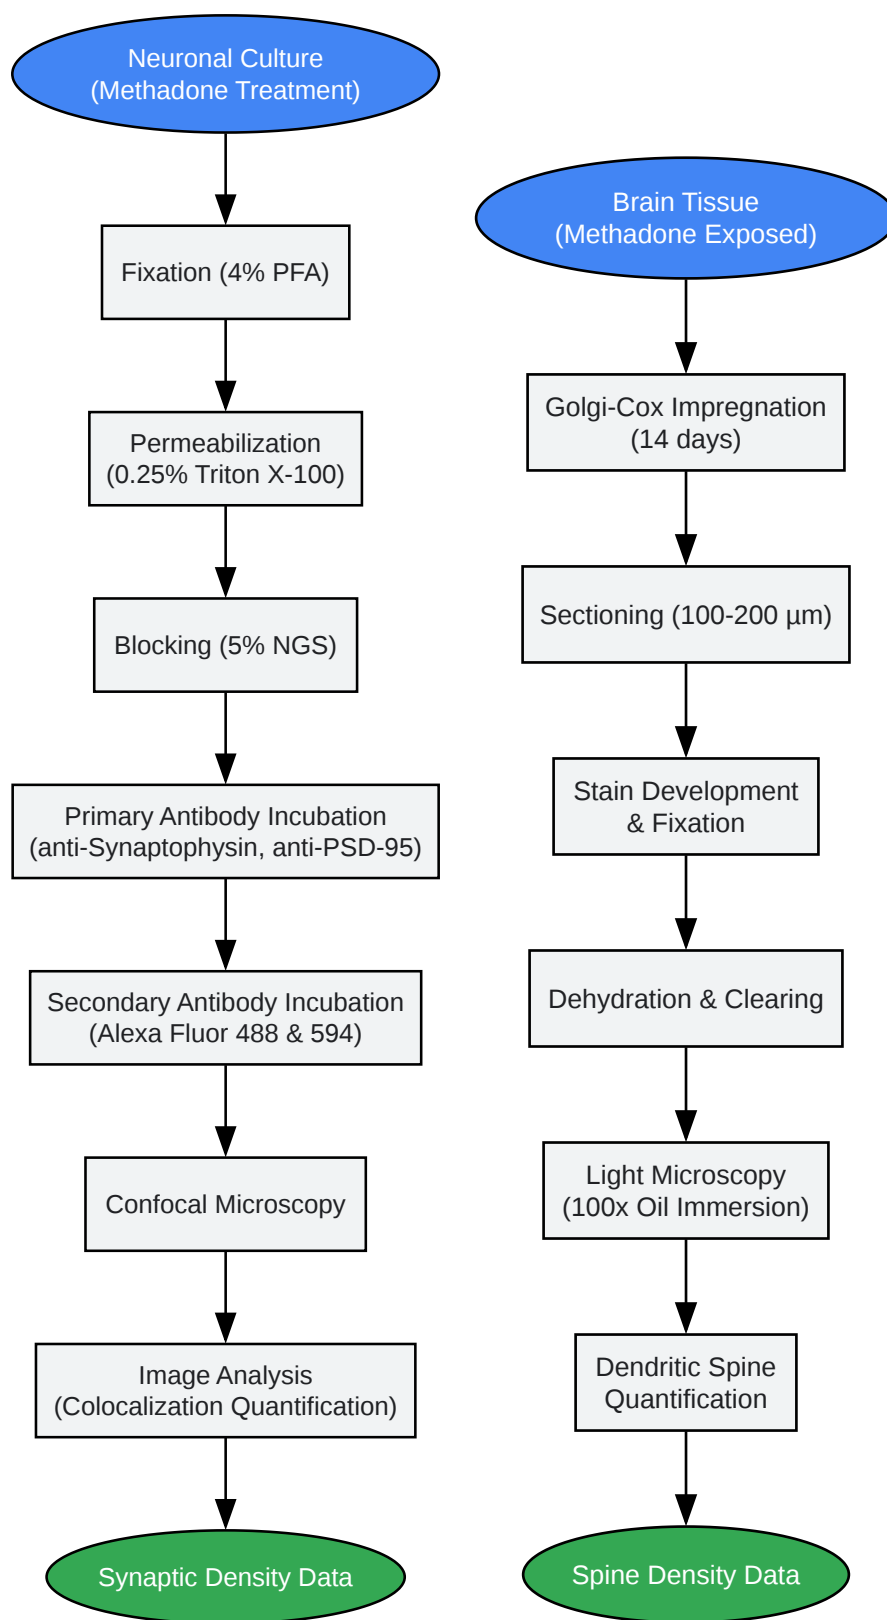 Neuronal Culture
(Methadone Treatment)
Fixation (4% PFA)
Permeabilization
(0.25% Triton X-100)
Blocking (5% NGS)
Primary Antibody Incubation
(anti-Synaptophysin, anti-PSD-95)
Secondary Antibody Incubation
(Alexa Fluor 488 & 594)
Confocal Microscopy
Image Analysis
(Colocalization Quantification)
Synaptic Density Data
Brain Tissue
(Methadone Exposed)
Golgi-Cox Impregnation
(14 days)
Sectioning (100-200 µm)
Stain Development
& Fixation
Dehydration & Clearing
Light Microscopy
(100x Oil Immersion)
Dendritic Spine
Quantification
Spine Density Data